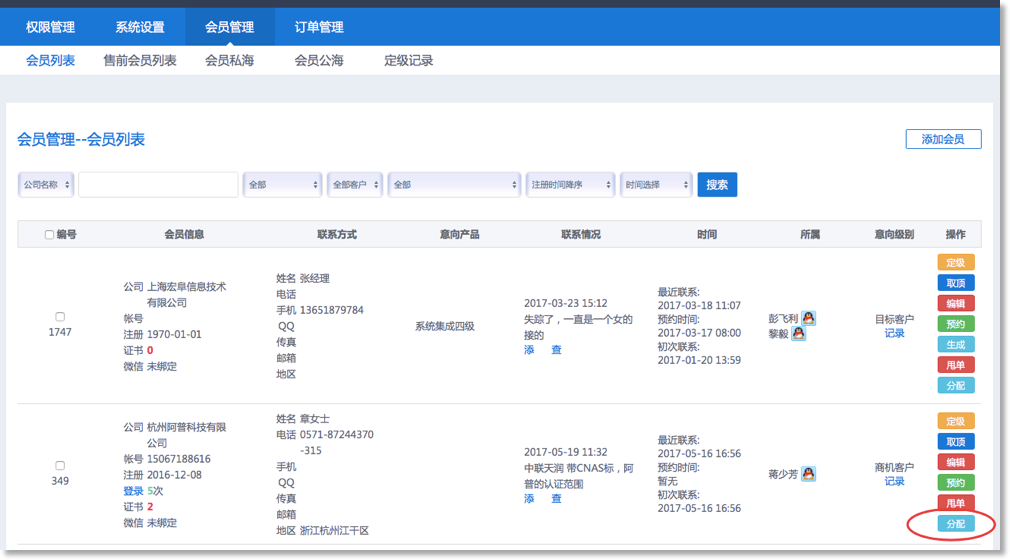 权限管理 系统设置 会员管理 订单管理
会员列表 售前会员列表 会员私海 会员公海 定级记录
会员管理--会员列表
添加会员
公司名称 全部 全部客户 全部 注册时间降序 时间选择 搜索
编号 会员信息 联系方式 意向产品 联系情况 时间 所属 意向级别 操作
1747
公司 上海宏阜信息技术
有限公司
帐号
注册 1970-01-01
证书 0
微信 未绑定
姓名 张经理
电话
手机 13651879784
QQ
传真
邮箱
地区
系统集成四级
2017-03-23 15:12
失踪了，一直是一个女的
接的
添 查
最近联系:
2017-03-18 11:07
预约时间:
2017-03-17 08:00
初次联系:
2017-01-20 13:59
彭飞利
黎毅
目标客户
记录
定级
取顶
编辑
预约
生成
甩单
分配
349
公司 杭州阿普科技有限
公司
帐号 15067188616
注册 2016-12-08
登录 5次
证书 2
微信 未绑定
姓名 章女士
电话 0571-87244370
-315
手机
QQ
传真
邮箱
地区 浙江杭州江干区
2017-05-19 11:32
中联天润 带CNAS标，阿
普的认证范围
添 查
最近联系:
2017-05-16 16:56
预约时间:
暂无
初次联系:
2017-05-16 16:56
蒋少芳
商机客户
记录
定级
取顶
编辑
预约
甩单
分配